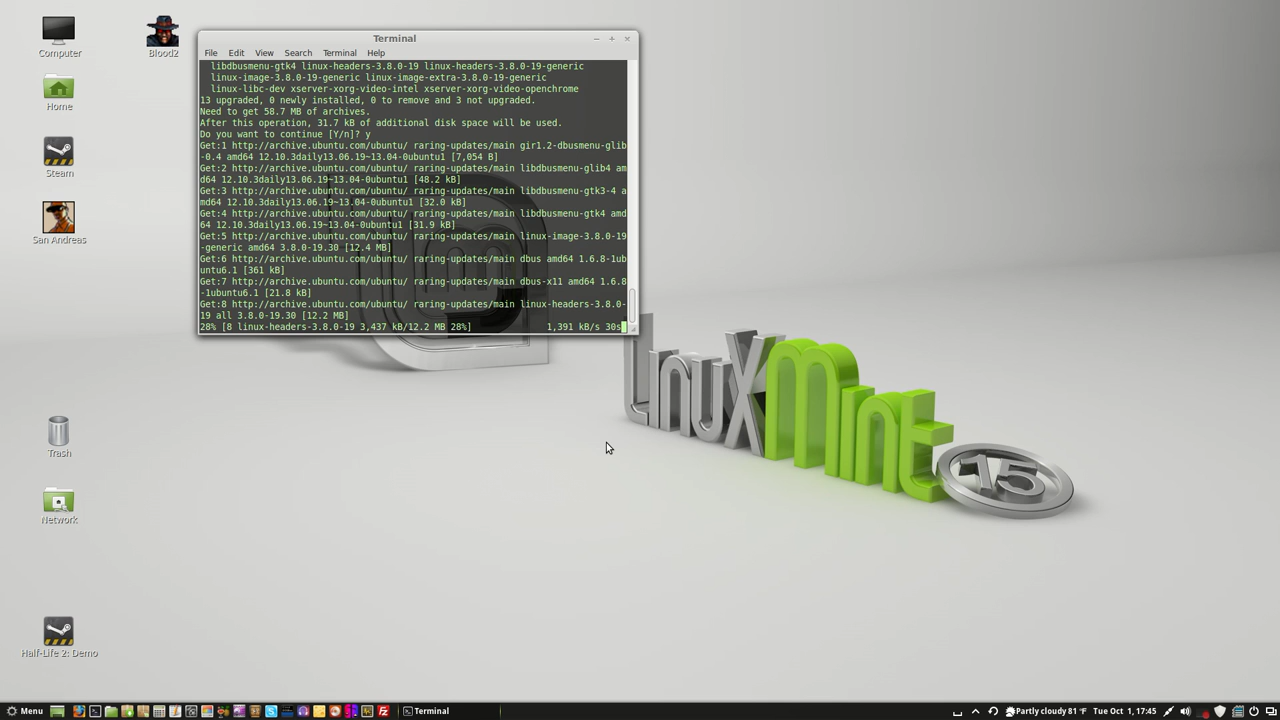 Computer
Blood2
Home
Steam
San Andreas
Trash
Network
Half-Life 2: Demo
Terminal
File Edit View Search Terminal Help
libdbusmenu-gtk4 linux-headers-3.8.0-19 linux-headers-3.8.0-19-generic
linux-image-3.8.0-19-generic linux-image-extra-3.8.0-19-generic
linux-libc-dev xserver-xorg-video-intel xserver-xorg-video-openchrome
13 upgraded, 0 newly installed, 0 to remove and 3 not upgraded.
Need to get 58.7 MB of archives.
After this operation, 31.7 kB of additional disk space will be used.
Do you want to continue [Y/n]? y
Get:1 http://archive.ubuntu.com/ubuntu/ raring-updates/main gir1.2-dbusmenu-glib
-0.4 amd64 12.10.3daily13.06.19~13.04-0ubuntu1 [7,054 B]
Get:2 http://archive.ubuntu.com/ubuntu/ raring-updates/main libdbusmenu-glib4 am
d64 12.10.3daily13.06.19~13.04-0ubuntu1 [48.2 kB]
Get:3 http://archive.ubuntu.com/ubuntu/ raring-updates/main libdbusmenu-gtk3-4 a
md64 12.10.3daily13.06.19~13.04-0ubuntu1 [32.0 kB]
Get:4 http://archive.ubuntu.com/ubuntu/ raring-updates/main libdbusmenu-gtk4 amd
64 12.10.3daily13.06.19~13.04-0ubuntu1 [31.9 kB]
Get:5 http://archive.ubuntu.com/ubuntu/ raring-updates/main linux-image-3.8.0-19
-generic amd64 3.8.0-19.30 [12.4 MB]
Get:6 http://archive.ubuntu.com/ubuntu/ raring-updates/main dbus amd64 1.6.8-1ub
untu6.1 [361 kB]
Get:7 http://archive.ubuntu.com/ubuntu/ raring-updates/main dbus-x11 amd64 1.6.8
-1ubuntu6.1 [21.8 kB]
Get:8 http://archive.ubuntu.com/ubuntu/ raring-updates/main linux-headers-3.8.0-
19 all 3.8.0-19.30 [12.2 MB]
28% [8 linux-headers-3.8.0-19 3,437 kB/12.2 MB 28%] 1,391 kB/s 30s
LinuxMint 15
Menu Terminal Partly cloudy 81 °F Tue Oct 1, 17:45